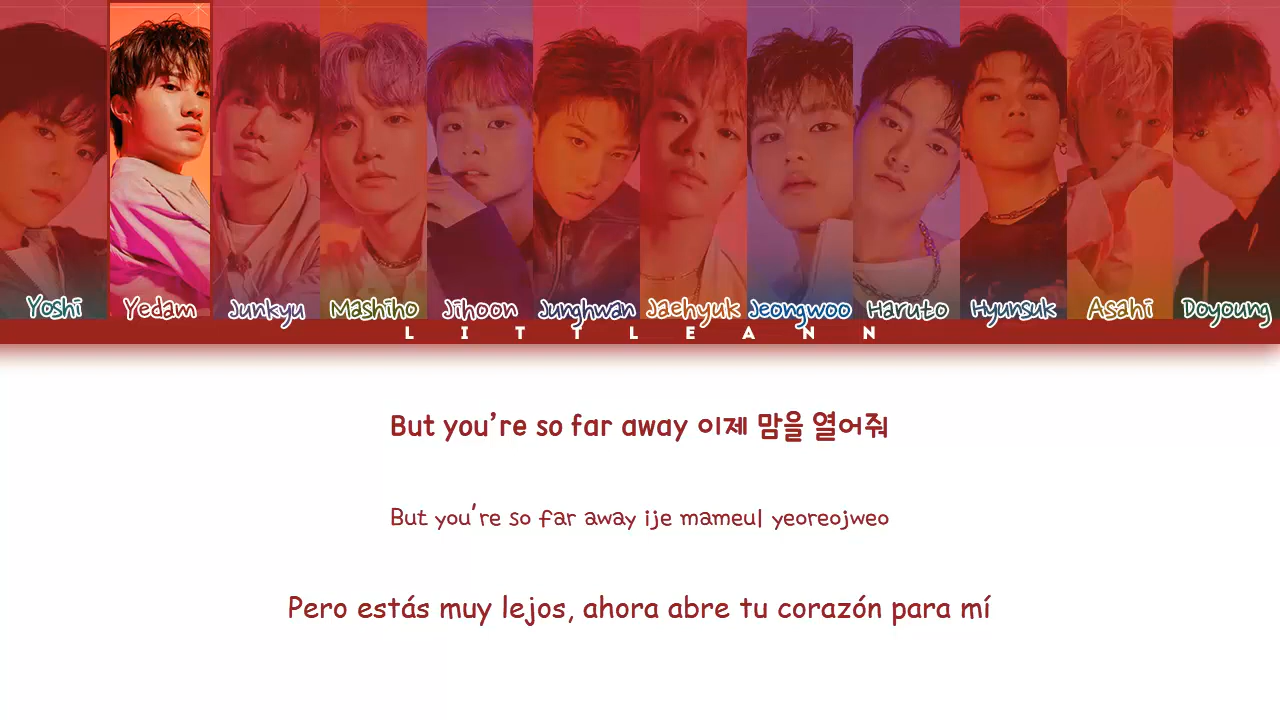 Yoshi Yedam Junkyu Mashiho Jihoon Junghwan Jaehyuk Jeongwoo Haruto Hyunsuk Asahi Doyoung
LITTLEANN
But you're so far away 이제 맘을 열어줘
But you're so far away ije mameul yeoreojweo
Pero estás muy lejos, ahora abre tu corazón para mí